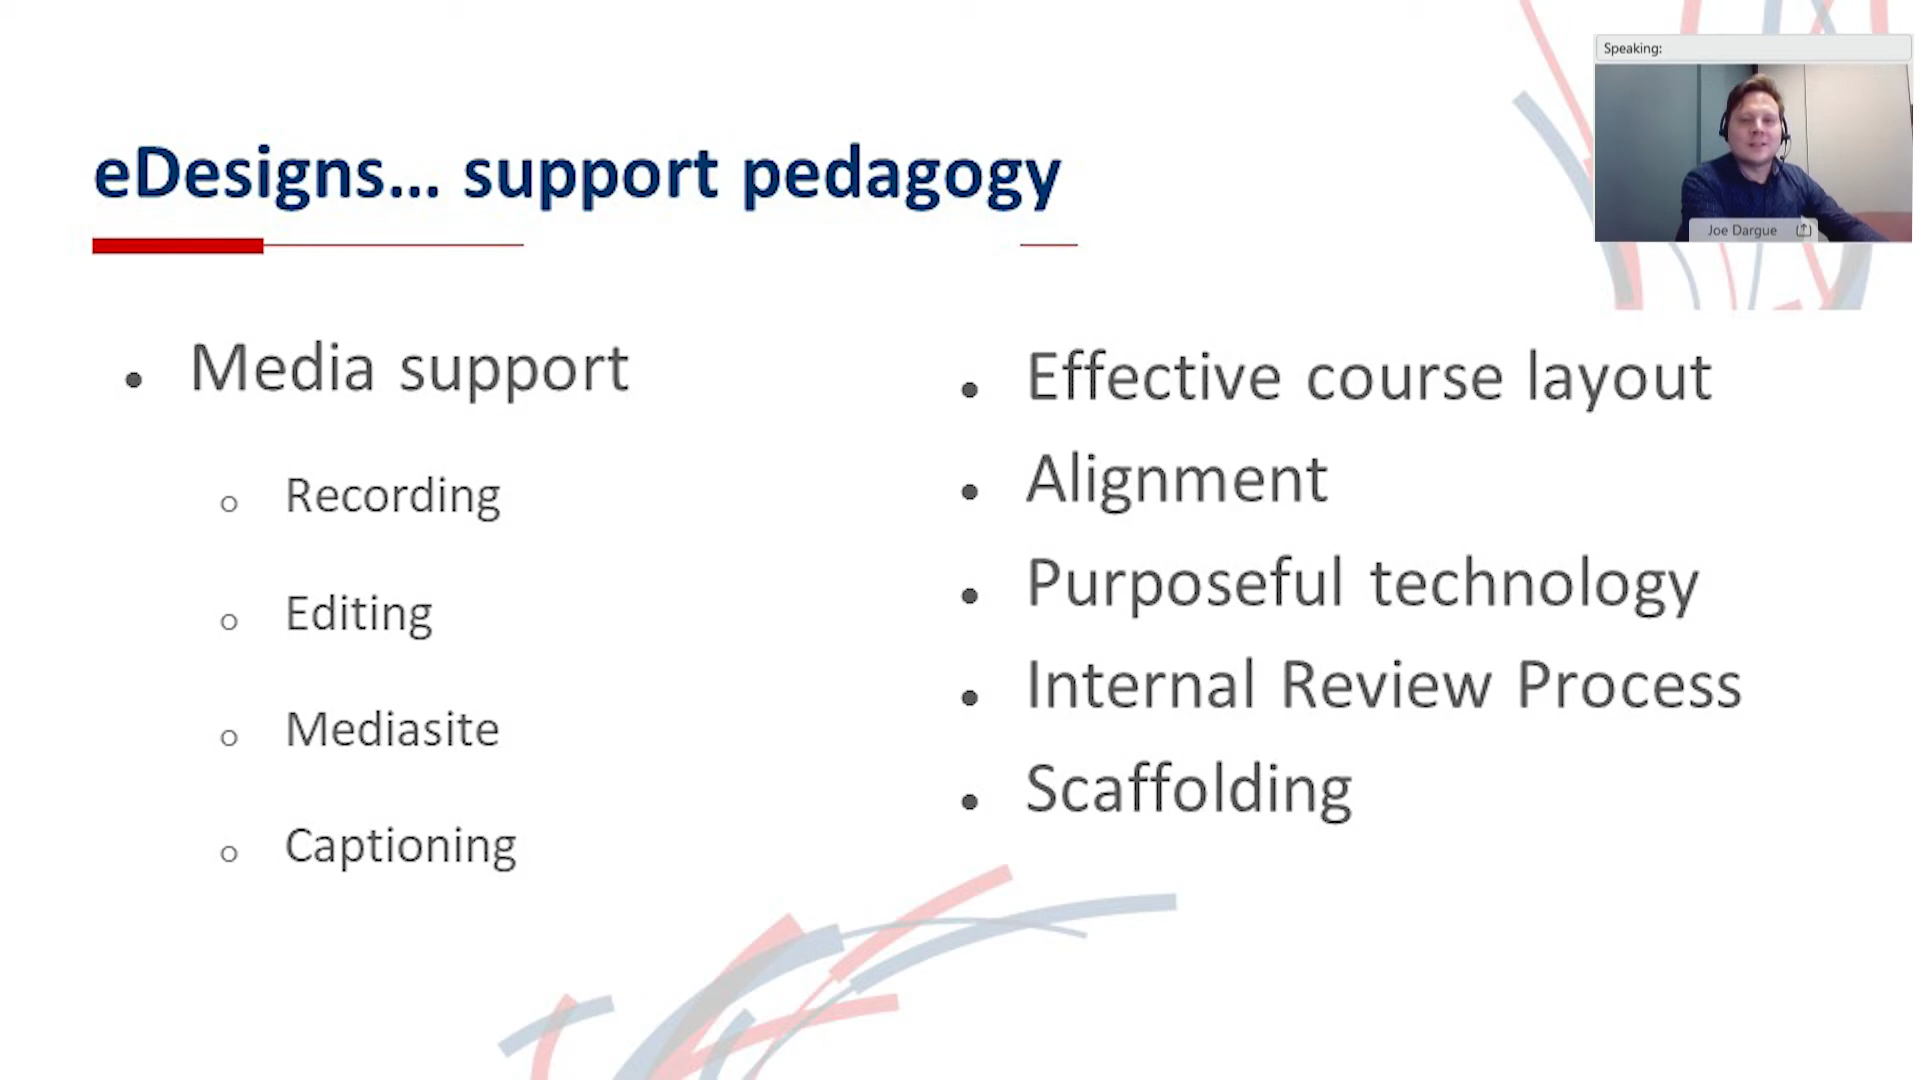 Speaking:
Joe Dargue
eDesigns... support pedagogy
Media support
Recording
Editing
Mediasite
Captioning
Effective course layout
Alignment
Purposeful technology
Internal Review Process
Scaffolding